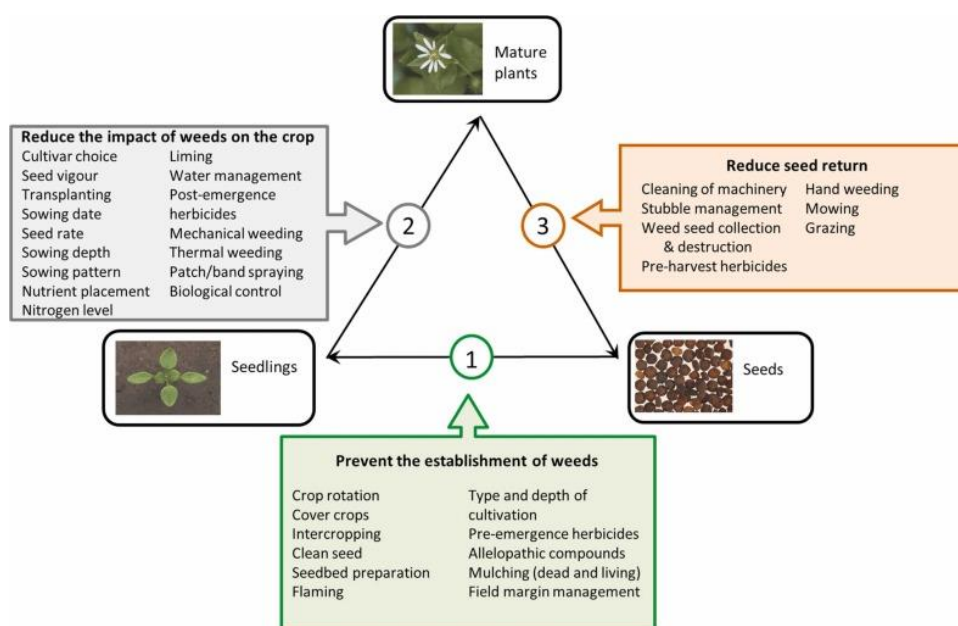 Mature
plants
Reduce the impact of weeds on the crop
Cultivar choice
Seed vigour
Transplanting
Sowing date
Seed rate
Sowing depth
Sowing pattern
Nutrient placement
Nitrogen level
Liming
Water management
Post-emergence
herbicides
Mechanical weeding
Thermal weeding
Patch/band spraying
Biological control
2
3
Reduce seed return
Cleaning of machinery
Stubble management
Weed seed collection
& destruction
Pre-harvest herbicides
Hand weeding
Mowing
Grazing
Seedlings
1
Seeds
Prevent the establishment of weeds
Crop rotation
Cover crops
Intercropping
Clean seed
Seedbed preparation
Flaming
Type and depth of
cultivation
Pre-emergence herbicides
Allelopathic compounds
Mulching (dead and living)
Field margin management